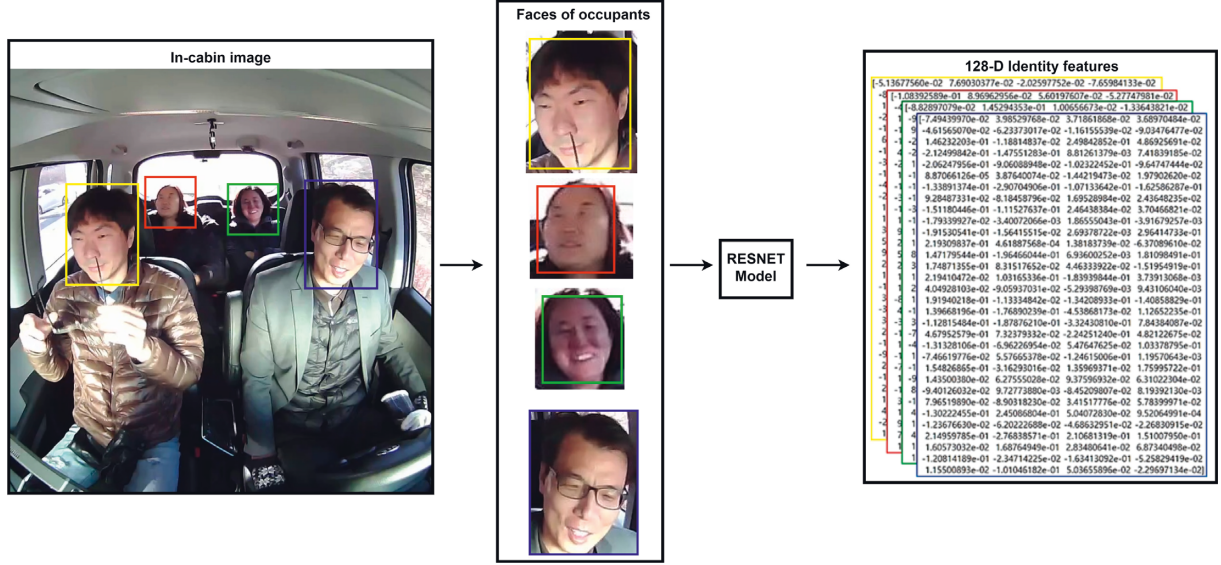 In-cabin image
Faces of occupants
RESNET
Model
128-D Identity features
[-5.13677560e-02 7.69030377e-02 -2.02597752e-02 -7.65984133e-02
[-1.08392589e-01 8.96962956e-02 5.60197607e-02 -5.27747981e-02
[-8.82897079e-02 1.45294353e-01 1.00656673e-02 -1.33643821e-02
[-7.49439970e-02 3.98529768e-02 3.71861868e-02 3.68970484e-02
-4.61565070e-02 -6.23373017e-02 -1.16155539e-02 -9.03476477e-02
1.46232203e-01 -1.18814837e-02 2.49842852e-01 4.86925691e-02
-2.12499842e-01 -1.47551283e-01 8.81261379e-03 7.41839185e-02
-2.06247956e-01 -9.06088948e-02 -1.02322452e-01 -9.64747444e-02
8.87066126e-05 3.87640074e-02 -1.44219473e-02 1.97902620e-02
-1.33891374e-01 -2.90704906e-01 -1.07133642e-01 -1.62586287e-01
9.28487331e-02 -8.18458796e-02 1.69528984e-02 2.43648235e-02
-1.51180446e-01 -1.11527637e-01 2.46438384e-02 3.70466821e-02
-1.79339927e-01 -3.40072066e-03 1.86555043e-01 -3.91679257e-03
-1.91530541e-01 -1.56415515e-02 2.69378722e-03 2.96414733e-01
2.19309837e-01 4.61887568e-04 1.38183739e-02 -6.37089610e-02
1.47179544e-01 -1.96466044e-01 6.93600252e-03 1.81098491e-01
1.74871355e-01 8.31517652e-02 4.46333922e-02 -1.51954919e-01
2.19410472e-02 1.03165336e-01 -1.83939844e-01 3.73913068e-03
4.04928103e-02 -9.05937031e-02 -5.29398769e-03 9.43106040e-03
1.91940218e-01 -1.13334842e-02 -1.34208933e-01 -1.40858829e-01
1.39668196e-01 -1.76890239e-01 -4.53868173e-02 1.12652235e-01
-1.12815484e-01 -1.87876210e-01 -3.32430810e-01 7.84384087e-02
4.67952579e-01 7.32379332e-02 -2.24251240e-01 4.82122675e-02
-1.31328106e-01 -6.96226954e-02 5.47647625e-02 1.03378795e-01
-7.46619776e-02 5.57665378e-02 -1.24615006e-01 1.19570643e-03
1.54826865e-01 -3.16293016e-02 1.35969371e-02 1.75995722e-01
1.43500380e-02 6.27555028e-02 9.37596932e-02 6.31022304e-02
-9.40126032e-02 9.72773880e-03 -8.45209807e-02 8.19392130e-03
7.96519890e-02 -8.90318230e-02 3.41517776e-02 5.78399971e-02
-1.30222455e-01 2.45086804e-01 5.04072830e-02 9.52064991e-04
-1.23676630e-02 -6.20222688e-02 -4.68632951e-02 -2.26830915e-02
2.14959785e-01 -2.76838571e-01 2.10681319e-01 1.51007950e-01
1.60573032e-02 1.68764949e-01 2.83480641e-02 6.87340498e-02
-1.20814189e-01 -2.34714225e-02 -1.63413092e-01 -5.25829419e-02
1.15500893e-02 -1.01046182e-01 5.03655896e-02 -2.29697134e-02]